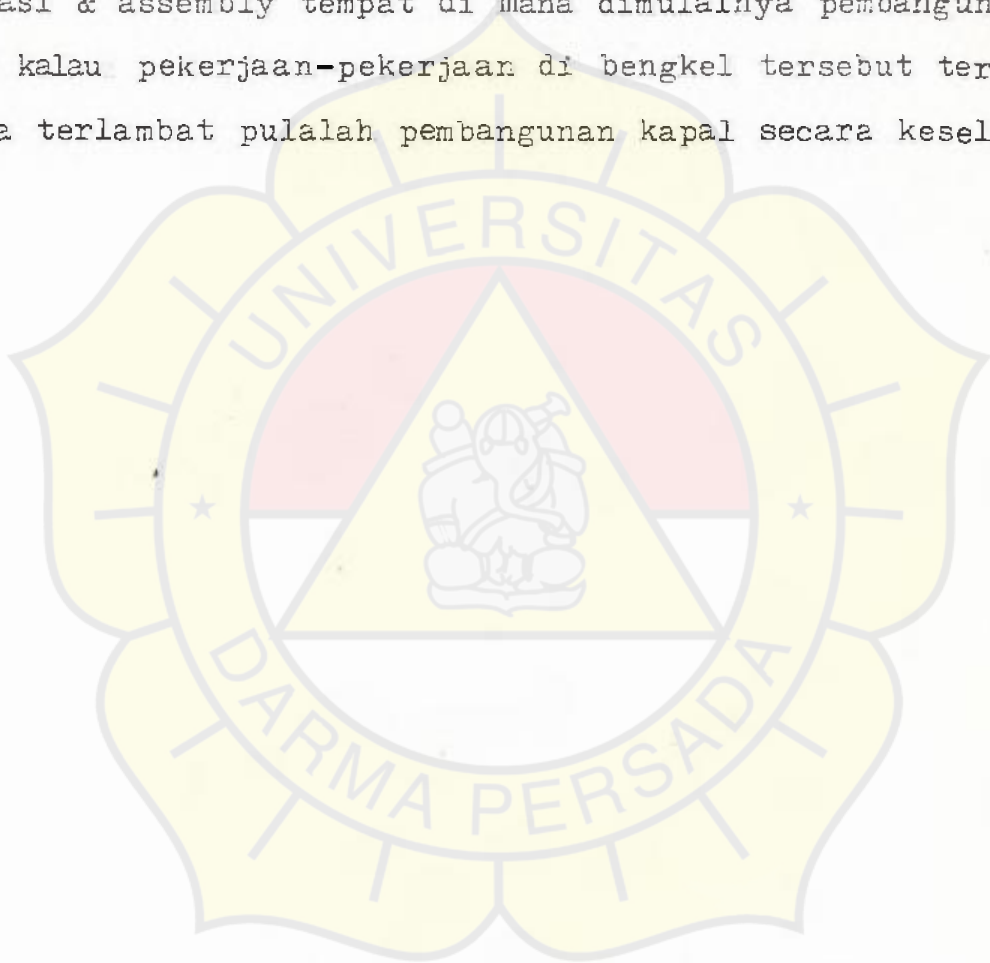 asi & assembly tempat di mana dimulainya pembangun
kalau pekerjaan-pekerjaan di bengkel tersebut ter
a terlambat pulalah pembangunan kapal secara kesel
UNIVERSITAS
DARMA PERSADA